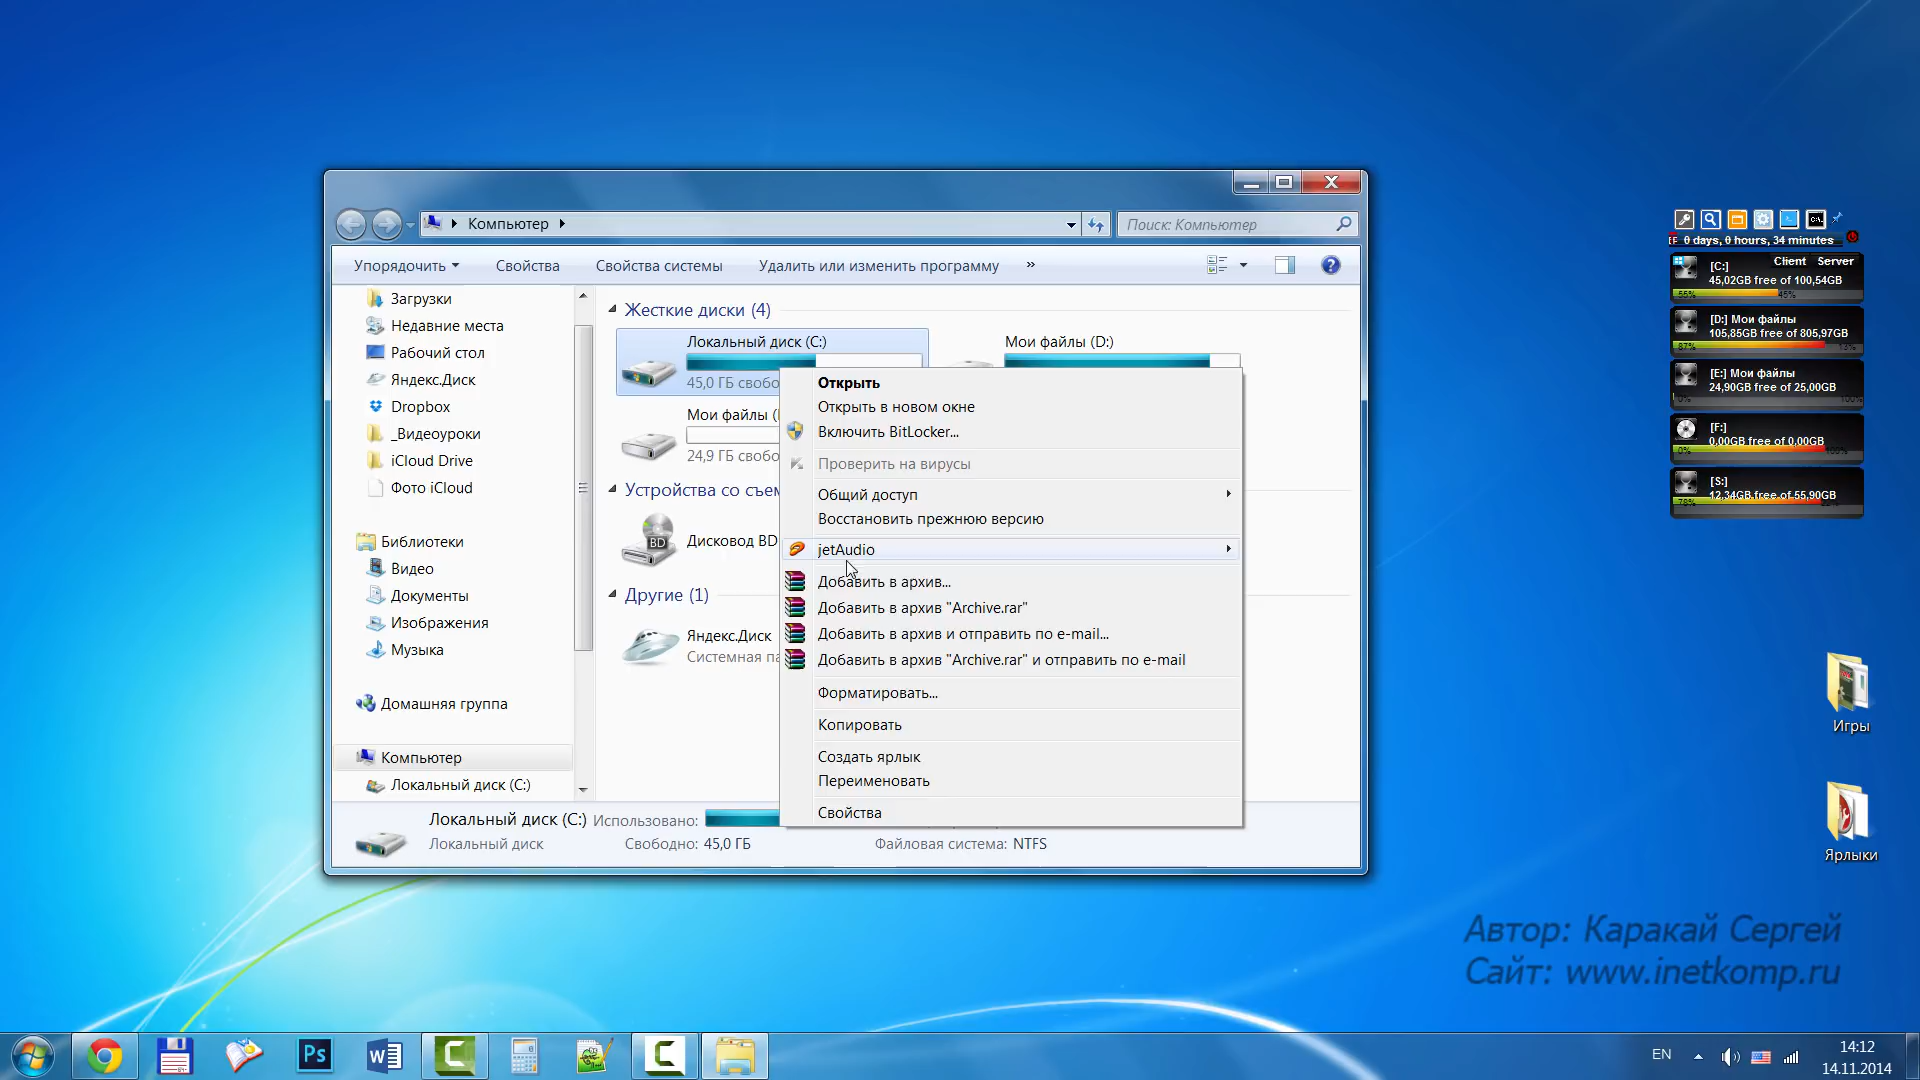 Компьютер
Поиск: Компьютер
Упорядочить
Свойства
Свойства системы
Удалить или изменить программу
»
Загрузки
Недавние места
Рабочий стол
Яндекс.Диск
Dropbox
_Видеоуроки
iCloud Drive
Фото iCloud
Библиотеки
Видео
Документы
Изображения
Музыка
Домашняя группа
Компьютер
Локальный диск (C:)
Жесткие диски (4)
Локальный диск (C:)
45,0 ГБ свобо
Мои файлы (D:)
Мои файлы (
24,9 ГБ свобо
Устройства со съем
BD
Дисковод BD
Другие (1)
Яндекс.Диск
Системная па
Открыть
Открыть в новом окне
Включить BitLocker...
Проверить на вирусы
Общий доступ
Восстановить прежнюю версию
jetAudio
Добавить в архив...
Добавить в архив "Archive.rar"
Добавить в архив и отправить по e-mail...
Добавить в архив "Archive.rar" и отправить по e-mail
Форматировать...
Копировать
Создать ярлык
Переименовать
Свойства
Локальный диск (C:) Использовано:
Локальный диск
Свободно: 45,0 ГБ
Файловая система: NTFS
0 days, 0 hours, 34 minutes
[C:] Client Server
45,02GB free of 100,54GB
55% 45%
[D:] Мои файлы
105,85GB free of 805,97GB
87% 13%
[E:] Мои файлы
24,90GB free of 25,00GB
0% 100%
[F:]
0,00GB free of 0,00GB
0% 100%
[S:]
12,34GB free of 55,90GB
Игры
Ярлыки
Автор: Каракай Сергей
Сайт: www.inetkomp.ru
Ps
W
C
C
EN
14:12
14.11.2014